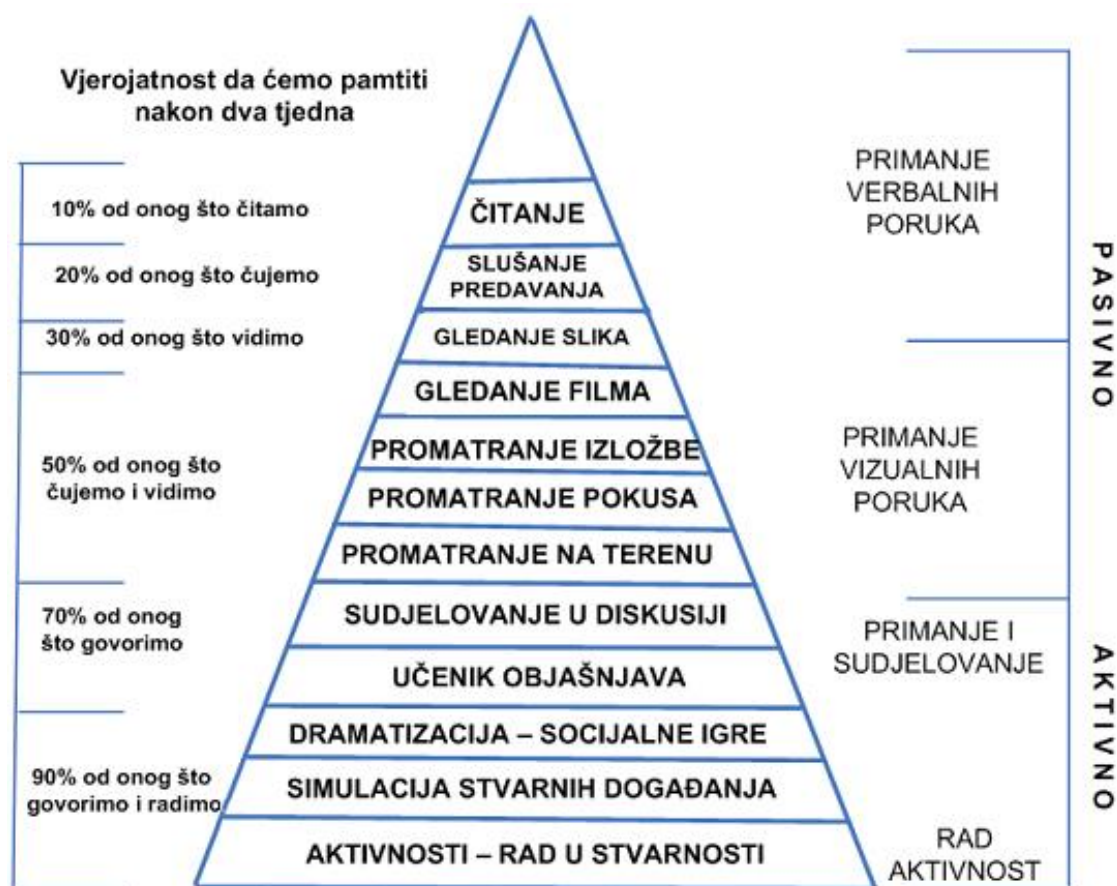 Vjerojatnost da ćemo pamtiti
nakon dva tjedna
10% od onog što čitamo
20% od onog što čujemo
30% od onog što vidimo
50% od onog što
čujemo i vidimo
70% od onog
što govorimo
90% od onog što
govorimo i radimo
ČITANJE
SLUŠANJE
PREDAVANJA
GLEDANJE SLIKA
GLEDANJE FILMA
PROMATRANJE IZLOŽBE
PROMATRANJE POKUSA
PROMATRANJE NA TERENU
SUDJELOVANJE U DISKUSIJI
UČENIK OBJAŠNJAVA
DRAMATIZACIJA – SOCIJALNE IGRE
SIMULACIJA STVARNIH DOGAĐANJA
AKTIVNOSTI – RAD U STVARNOSTI
PRIMANJE
VERBALNIH
PORUKA
PRIMANJE
VIZUALNIH
PORUKA
PRIMANJE I
SUDJELOVANJE
RAD
AKTIVNOST
PASIVNO
AKTIVNO